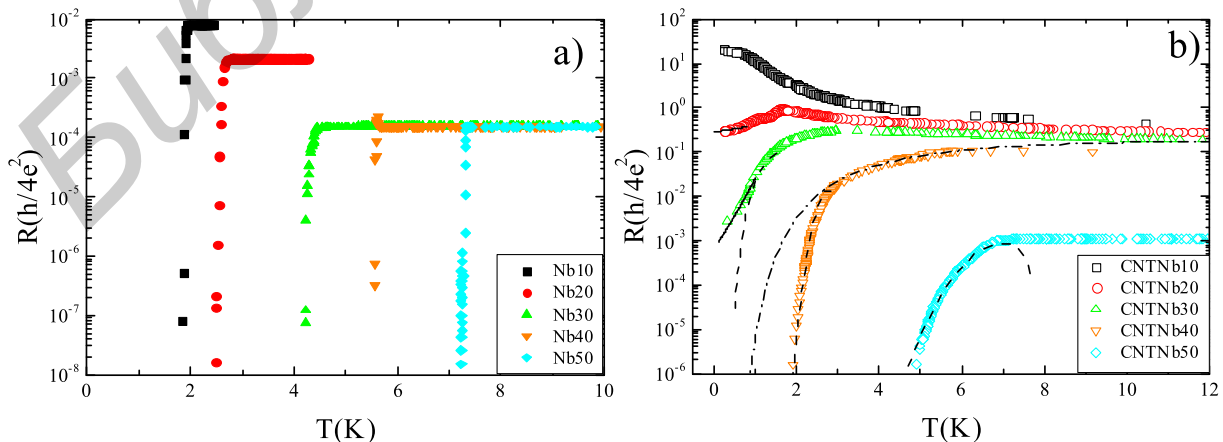 a)
R(h/4e²)
10⁻²
10⁻³
10⁻⁴
10⁻⁵
10⁻⁶
10⁻⁷
10⁻⁸
0 2 4 6 8 10
T(K)
Nb10
Nb20
Nb30
Nb40
Nb50
b)
R(h/4e²)
10²
10¹
10⁰
10⁻¹
10⁻²
10⁻³
10⁻⁴
10⁻⁵
10⁻⁶
0 2 4 6 8 10 12
T(K)
CNTNb10
CNTNb20
CNTNb30
CNTNb40
CNTNb50